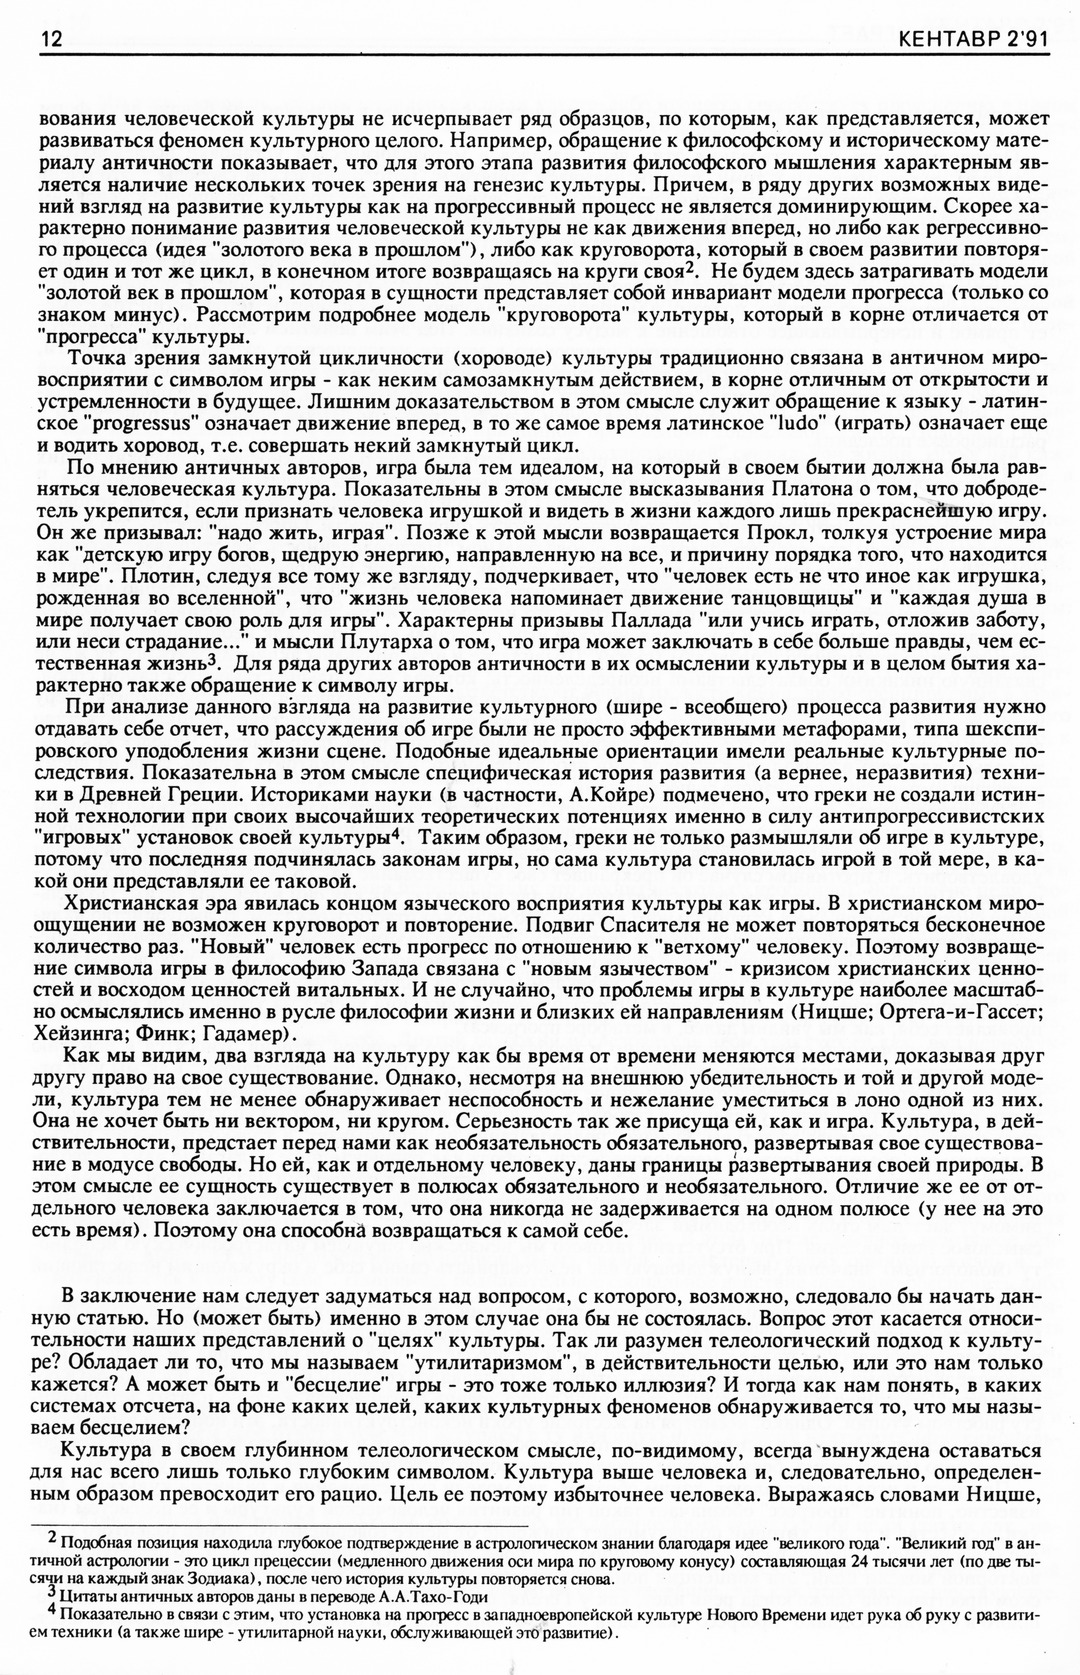 12
КЕНТАВР 2'91
вования человеческой культуры не исчерпывает ряд образцов, по которым, как представляется, может
развиваться феномен культурного целого. Например, обращение к философскому и историческому мате-
риалу античности показывает, что для этого этапа развития философского мышления характерным яв-
ляется наличие нескольких точек зрения на генезис культуры. Причем, в ряду других возможных виде-
ний взгляд на развитие культуры как на прогрессивный процесс не является доминирующим. Скорее ха-
рактерно понимание развития человеческой культуры не как движения вперед, но либо как регрессивно-
го процесса (идея "золотого века в прошлом"), либо как круговорота, который в своем развитии повторя-
ет один и тот же цикл, в конечном итоге возвращаясь на круги своя2. Не будем здесь затрагивать модели
"золотой век в прошлом", которая в сущности представляет собой инвариант модели прогресса (только со
знаком минус). Рассмотрим подробнее модель "круговорота" культуры, который в корне отличается от
"прогресса" культуры.
Точка зрения замкнутой цикличности (хороводе) культуры традиционно связана в античном миро-
восприятии с символом игры - как неким самозамкнутым действием, в корне отличным от открытости и
устремленности в будущее. Лишним доказательством в этом смысле служит обращение к языку - латин-
ское "progressus" означает движение вперед, в то же самое время латинское "ludo" (играть) означает еще
и водить хоровод, т.е. совершать некий замкнутый цикл.
По мнению античных авторов, игра была тем идеалом, на который в своем бытии должна была рав-
няться человеческая культура. Показательны в этом смысле высказывания Платона о том, что доброде-
тель укрепится, если признать человека игрушкой и видеть в жизни каждого лишь прекраснейшую игру.
Он же призывал: "надо жить, играя". Позже к этой мысли возвращается Прокл, толкуя устроение мира
как "детскую игру богов, щедрую энергию, направленную на все, и причину порядка того, что находится
в мире". Плотин, следуя все тому же взгляду, подчеркивает, что "человек есть не что иное как игрушка,
рожденная во вселенной", что "жизнь человека напоминает движение танцовщицы" и "каждая душа в
мире получает свою роль для игры". Характерны призывы Паллада "или учись играть, отложив заботу,
или неси страдание..." и мысли Плутарха о том, что игра может заключать в себе больше правды, чем ес-
тественная жизнь3. Для ряда других авторов античности в их осмыслении культуры и в целом бытия ха-
рактерно также обращение к символу игры.
При анализе данного взгляда на развитие культурного (шире - всеобщего) процесса развития нужно
отдавать себе отчет, что рассуждения об игре были не просто эффективными метафорами, типа шекспи-
ровского уподобления жизни сцене. Подобные идеальные ориентации имели реальные культурные по-
следствия. Показательна в этом смысле специфическая история развития (а вернее, неразвития) техни-
ки в Древней Греции. Историками науки (в частности, А.Койре) подмечено, что греки не создали истин-
ной технологии при своих высочайших теоретических потенциях именно в силу антипрогрессивистских
"игровых" установок своей культуры4. Таким образом, греки не только размышляли об игре в культуре,
потому что последняя подчинялась законам игры, но сама культура становилась игрой в той мере, в ка-
кой они представляли ее таковой.
Христианская эра явилась концом языческого восприятия культуры как игры. В христианском миро-
ощущении не возможен круговорот и повторение. Подвиг Спасителя не может повторяться бесконечное
количество раз. "Новый" человек есть прогресс по отношению к "ветхому" человеку. Поэтому возвраще-
ние символа игры в философию Запада связана с "новым язычеством" - кризисом христианских ценно-
стей и восходом ценностей витальных. И не случайно, что проблемы игры в культуре наиболее масштаб-
но осмыслялись именно в русле философии жизни и близких ей направлениям (Ницше; Ортега-и-Гассет;
Хейзинга; Финк; Гадамер).
Как мы видим, два взгляда на культуру как бы время от времени меняются местами, доказывая друг
другу право на свое существование. Однако, несмотря на внешнюю убедительность и той и другой моде-
ли, культура тем не менее обнаруживает неспособность и нежелание уместиться в лоно одной из них.
Она не хочет быть ни вектором, ни кругом. Серьезность так же присуща ей, как и игра. Культура, в дей-
ствительности, предстает перед нами как необязательность обязательного, развертывая свое существова-
ние в модусе свободы. Но ей, как и отдельному человеку, даны границы развертывания своей природы. В
этом смысле ее сущность существует в полюсах обязательного и необязательного. Отличие же ее от от-
дельного человека заключается в том, что она никогда не задерживается на одном полюсе (у нее на это
есть время). Поэтому она способна возвращаться к самой себе.
В заключение нам следует задуматься над вопросом, с которого, возможно, следовало бы начать дан-
ную статью. Но (может быть) именно в этом случае она бы не состоялась. Вопрос этот касается относи-
тельности наших представлений о "целях" культуры. Так ли разумен телеологический подход к культу-
ре? Обладает ли то, что мы называем "утилитаризмом", в действительности целью, или это нам только
кажется? А может быть и "бесцелие" игры - это тоже только иллюзия? И тогда как нам понять, в каких
системах отсчета, на фоне каких целей, каких культурных феноменов обнаруживается то, что мы назы-
ваем бесцелием?
Культура в своем глубинном телеологическом смысле, по-видимому, всегда вынуждена оставаться
для нас всего лишь только глубоким символом. Культура выше человека и, следовательно, определен-
ным образом превосходит его рацио. Цель ее поэтому избыточнее человека. Выражаясь словами Ницше,
2 Подобная позиция находила глубокое подтверждение в астрологическом знании благодаря идее "великого года". "Великий год" в ан-
тичной астрологии - это цикл прецессии (медленного движения оси мира по круговому конусу) составляющая 24 тысячи лет (по две ты-
сячи на каждый знак Зодиака), после чего история культуры повторяется снова.
3 Цитаты античных авторов даны в переводе А.А.Тахо-Годи
4 Показательно в связи с этим, что установка на прогресс в западноевропейской культуре Нового Времени идет рука об руку с развити-
ем техники (а также шире - утилитарной науки, обслуживающей это развитие).